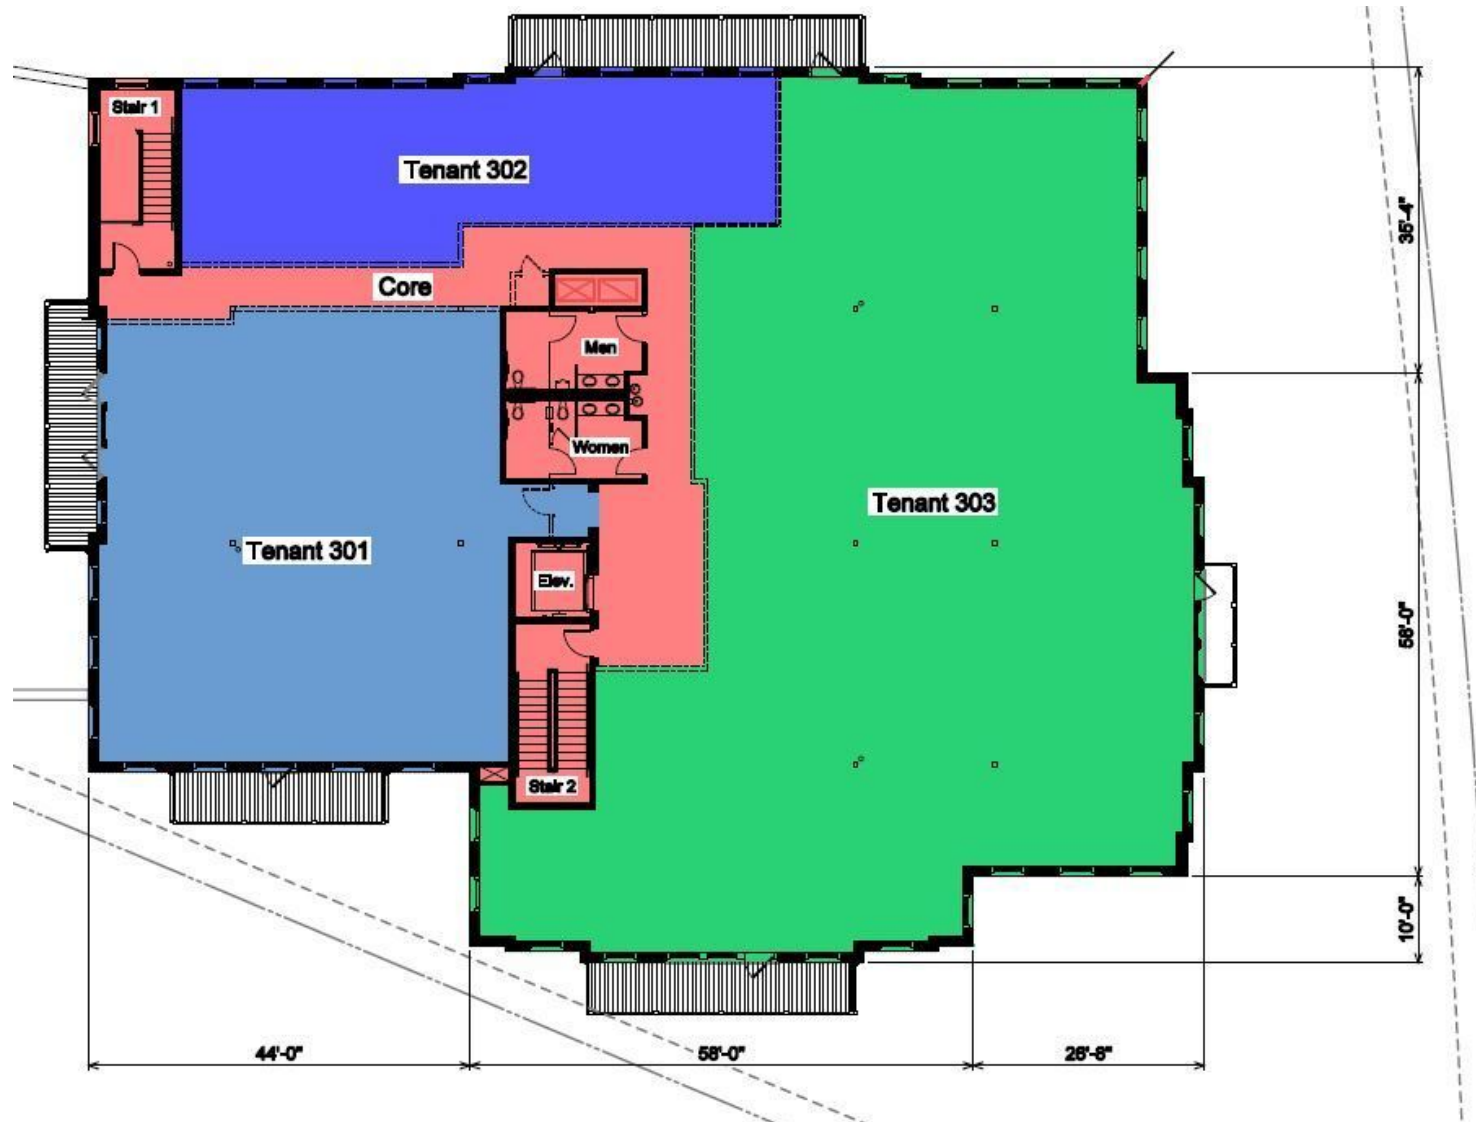 Stair 1
Tenant 302
35'-4"
Core
Men
Women
Tenant 303
Tenant 301
Elev.
58'-0"
Stair 2
10'-0"
44'-0"
58'-0"
26'-8"